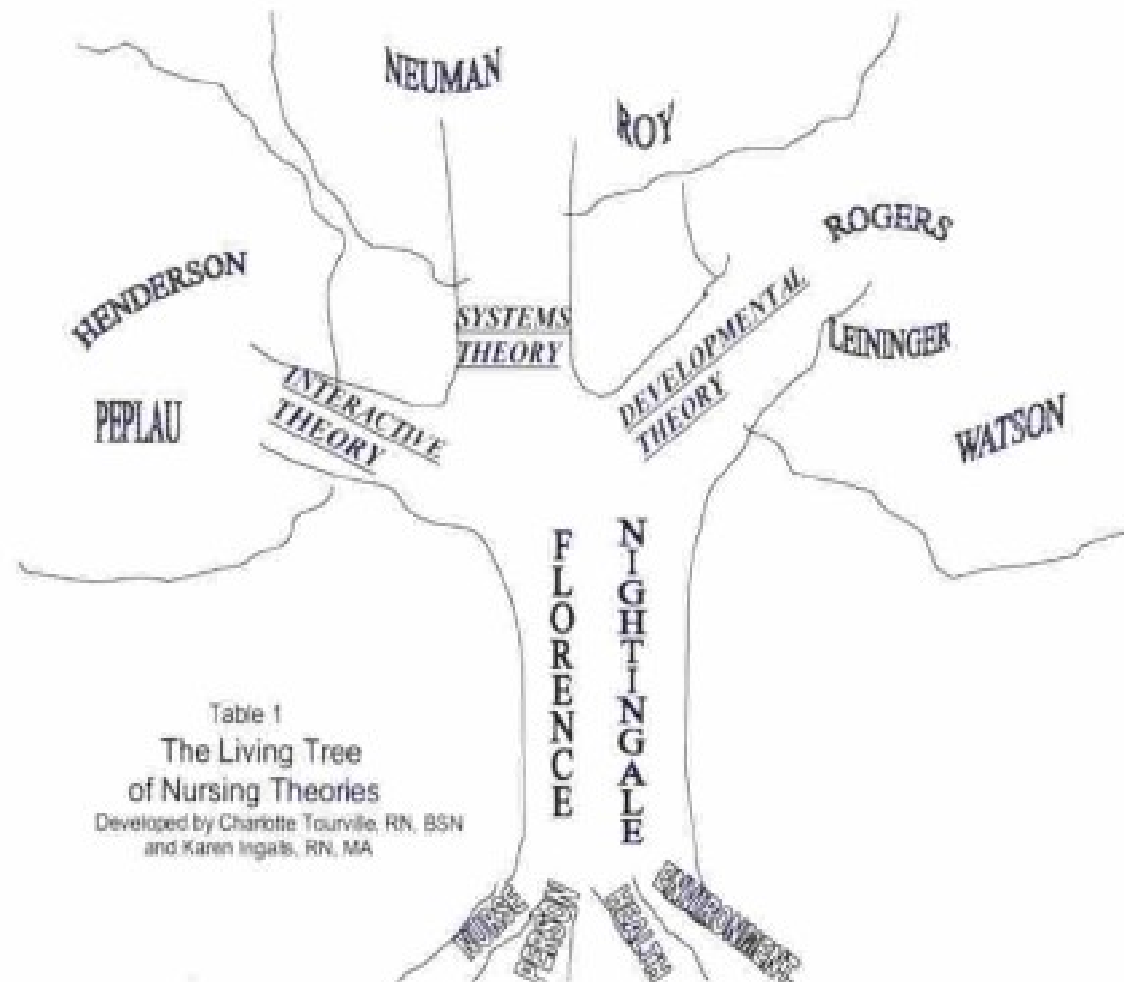 NEUMAN
ROY
ROGERS
HENDERSON
SYSTEMS
THEORY
DEVELOPMENTAL
THEORY
LEININGER
INTERACTIVE
THEORY
PEPLAU
WATSON
FLORENCE
NIGHTINGALE
Table 1
The Living Tree
of Nursing Theories
Developed by Charlotte Tourville, RN, BSN
and Karen Ingalls, RN, MA
NURSE
PERSON
HEALTH
ENVIRONMENT